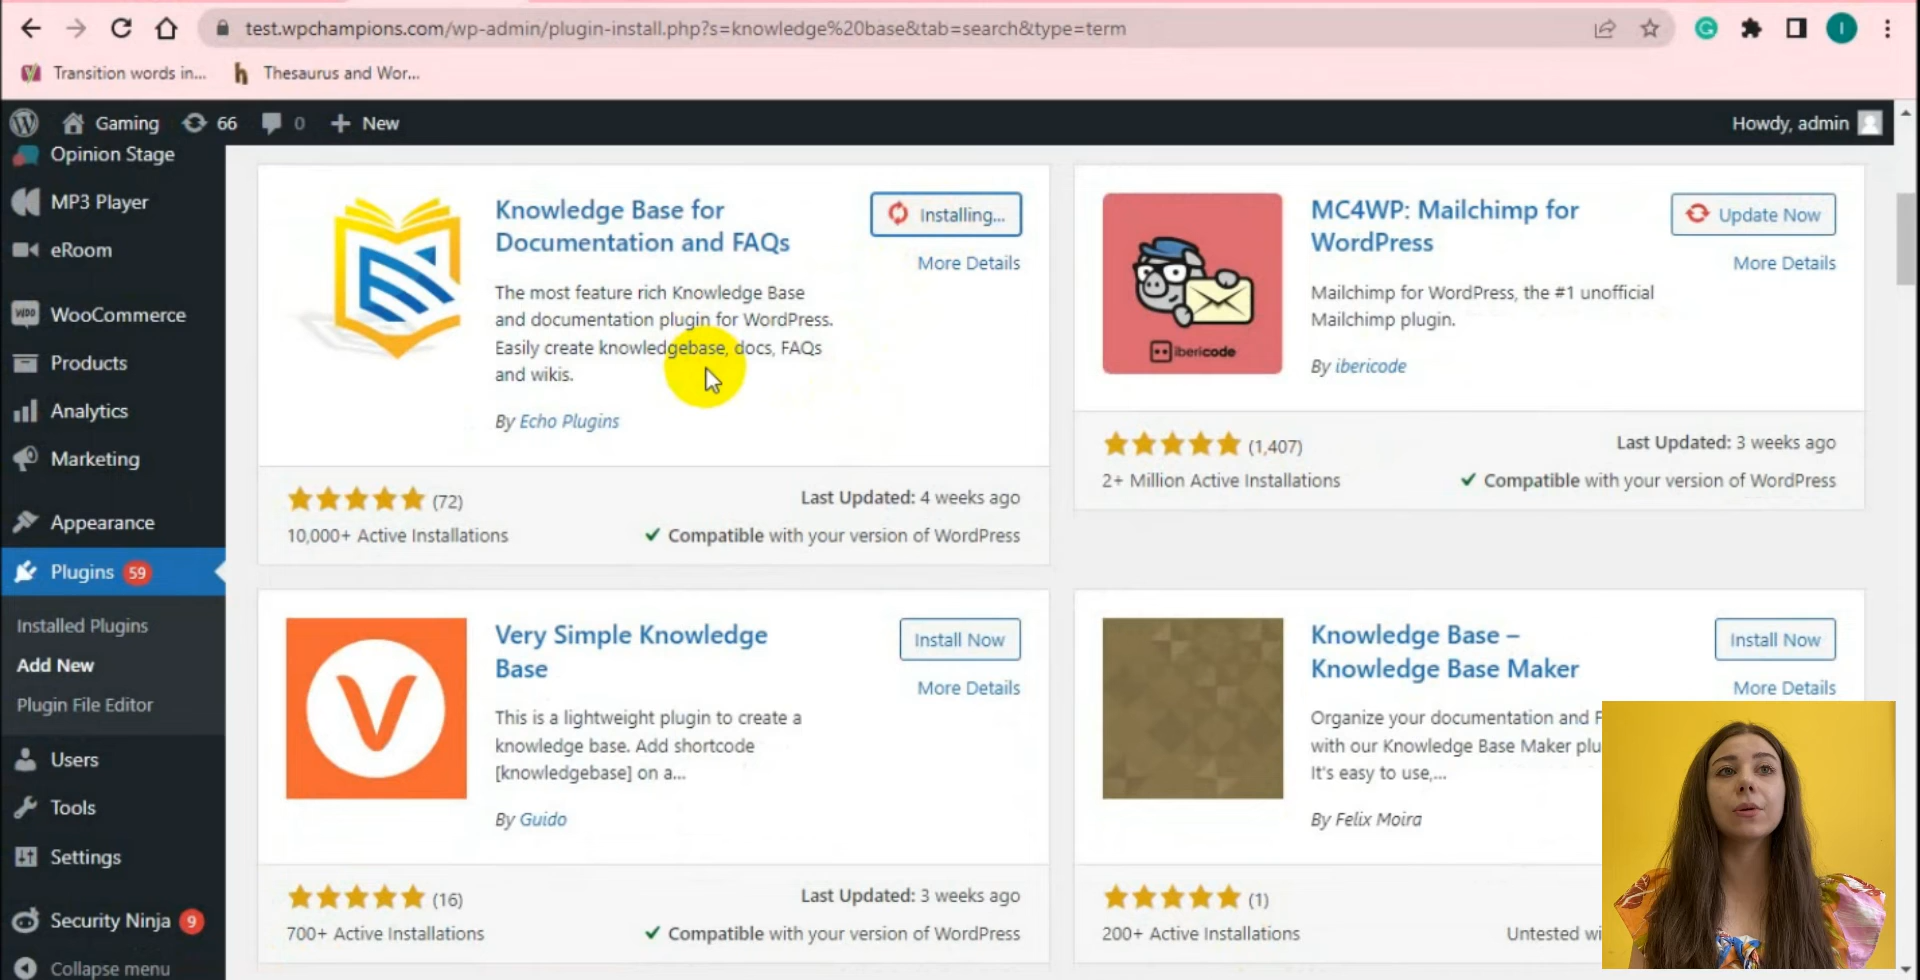 test.wpchampions.com/wp-admin/plugin-install.php?s=knowledge%20base&tab=search&type=term
G
I
Transition words in...
h
Thesaurus and Wor...
Gaming
66
0
New
Howdy, admin
Opinion Stage
MP3 Player
eRoom
WooCommerce
Products
Analytics
Marketing
Appearance
Plugins 59
Installed Plugins
Add New
Plugin File Editor
Users
Tools
Settings
Security Ninja 9
Collapse menu
Knowledge Base for
Documentation and FAQs
Installing...
More Details
The most feature rich Knowledge Base
and documentation plugin for WordPress.
Easily create knowledgebase, docs, FAQs
and wikis.
By Echo Plugins
(72)
Last Updated: 4 weeks ago
10,000+ Active Installations
Compatible with your version of WordPress
ibericode
MC4WP: Mailchimp for
WordPress
Update Now
More Details
Mailchimp for WordPress, the #1 unofficial
Mailchimp plugin.
By ibericode
(1,407)
Last Updated: 3 weeks ago
2+ Million Active Installations
Compatible with your version of WordPress
V
Very Simple Knowledge
Base
Install Now
More Details
This is a lightweight plugin to create a
knowledge base. Add shortcode
[knowledgebase] on a...
By Guido
(16)
Last Updated: 3 weeks ago
700+ Active Installations
Compatible with your version of WordPress
Knowledge Base –
Knowledge Base Maker
Install Now
More Details
Organize your documentation and F
with our Knowledge Base Maker plu
It's easy to use,...
By Felix Moira
(1)
200+ Active Installations
Untested wi